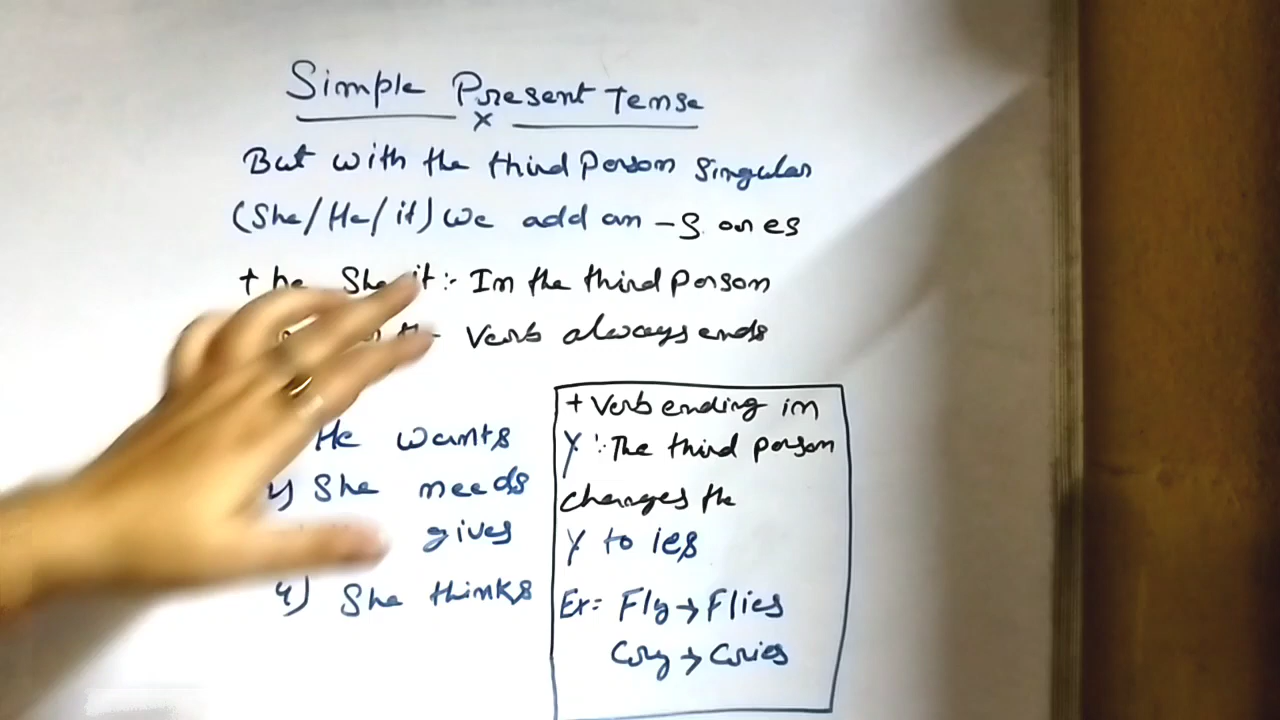 Simple Present Tense
x
But with the third Person Singular
(She/He/it) we add an -S or es
+ he She it :- In the third person
Verb always ends
He wants
She needs
gives
4) She thinks
+ Verb ending in
Y :- The third person
changes the
Y to ies
Ex= Fly → Flies
Cry → Cries